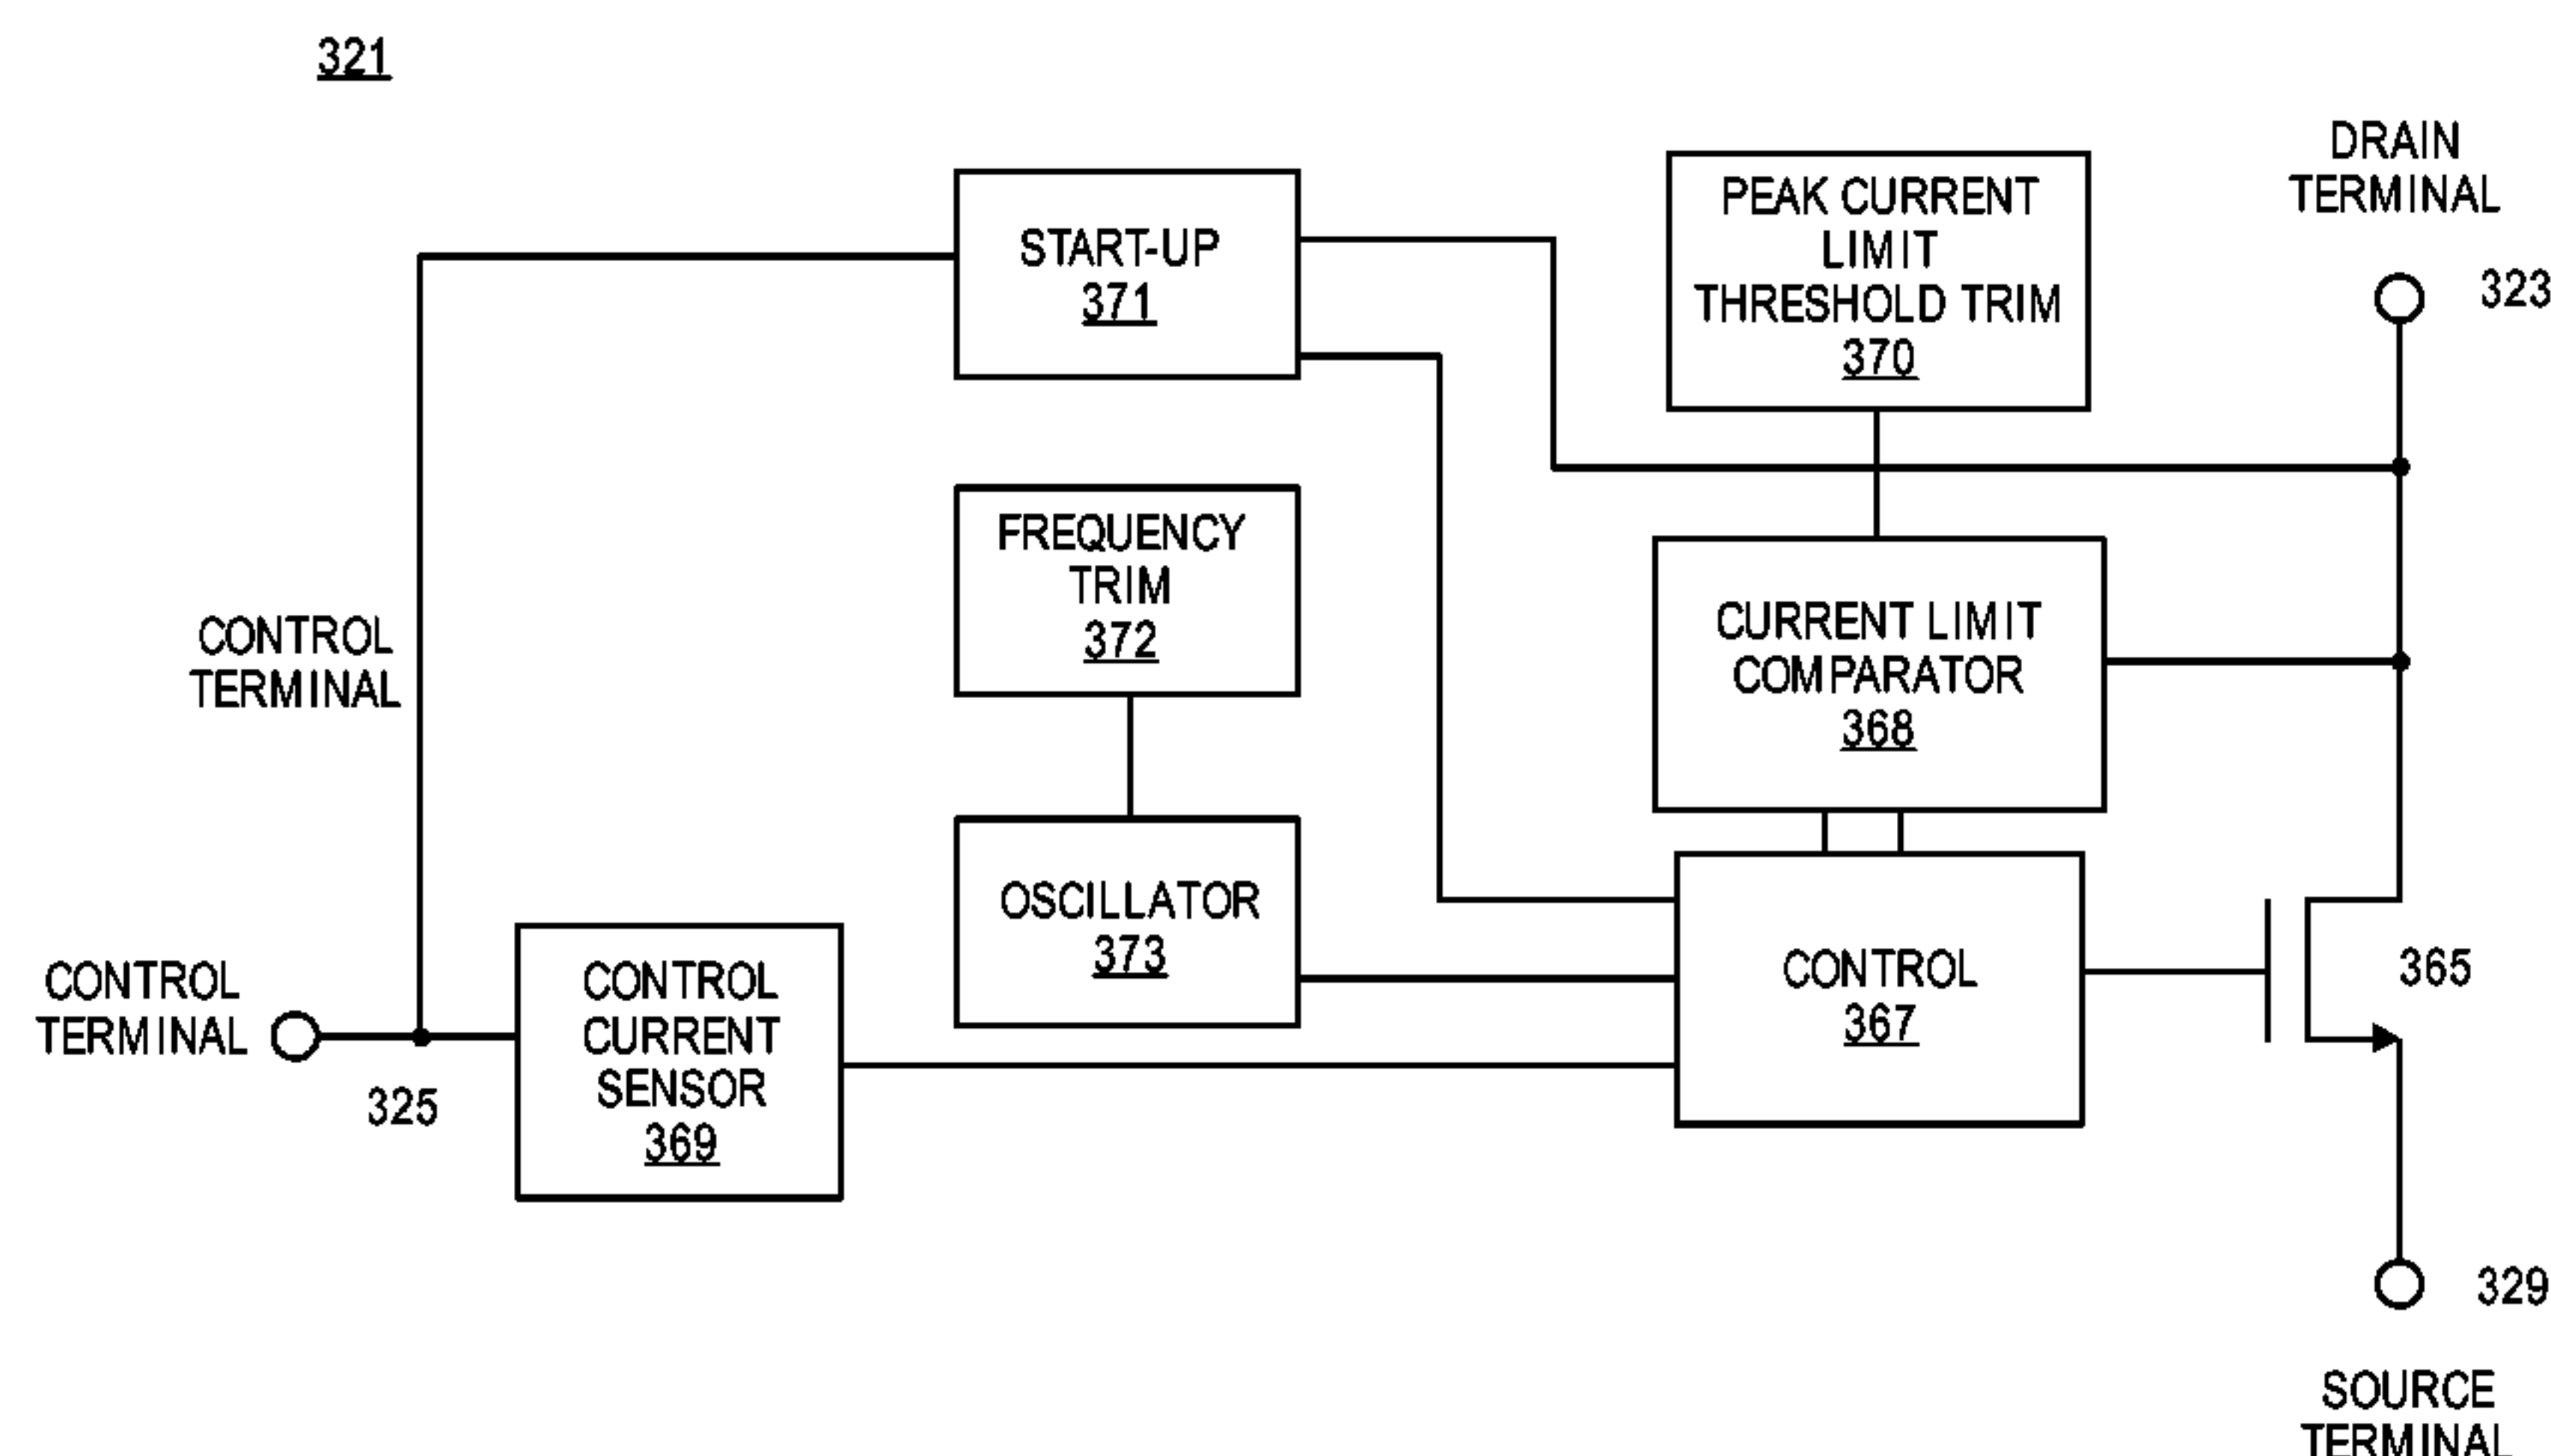 321
DRAIN
TERMINAL
323
START-UP
371
PEAK CURRENT
LIMIT
THRESHOLD TRIM
370
FREQUENCY
TRIM
372
CURRENT LIMIT
COMPARATOR
368
CONTROL
TERMINAL
OSCILLATOR
373
CONTROL
367
365
CONTROL
TERMINAL
325
CONTROL
CURRENT
SENSOR
369
329
SOURCE
TERMINAL